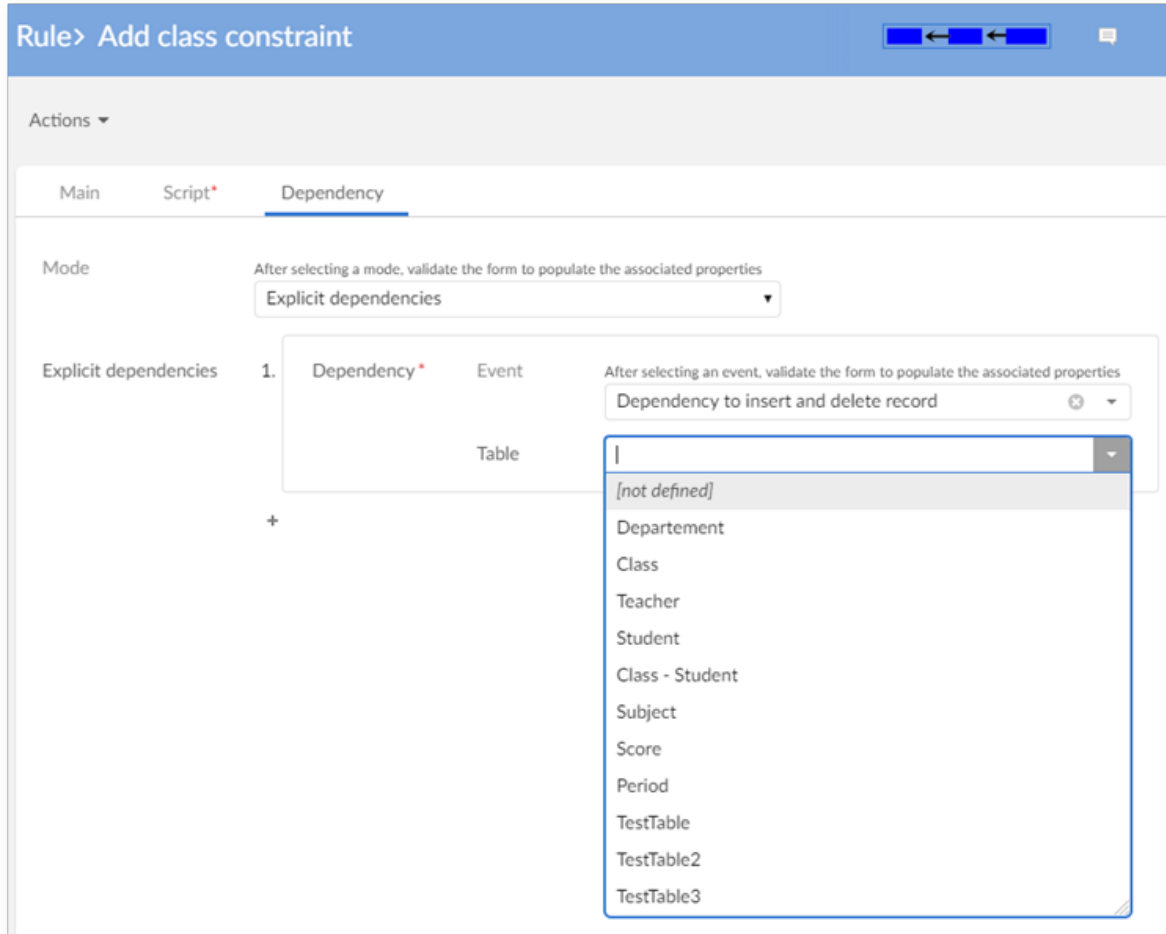 Rule> Add class constraint
Actions
Main Script* Dependency
Mode After selecting a mode, validate the form to populate the associated properties
Explicit dependencies
Explicit dependencies 1. Dependency* Event After selecting an event, validate the form to populate the associated properties
Dependency to insert and delete record
Table
[not defined]
+
Departement
Class
Teacher
Student
Class - Student
Subject
Score
Period
TestTable
TestTable2
TestTable3